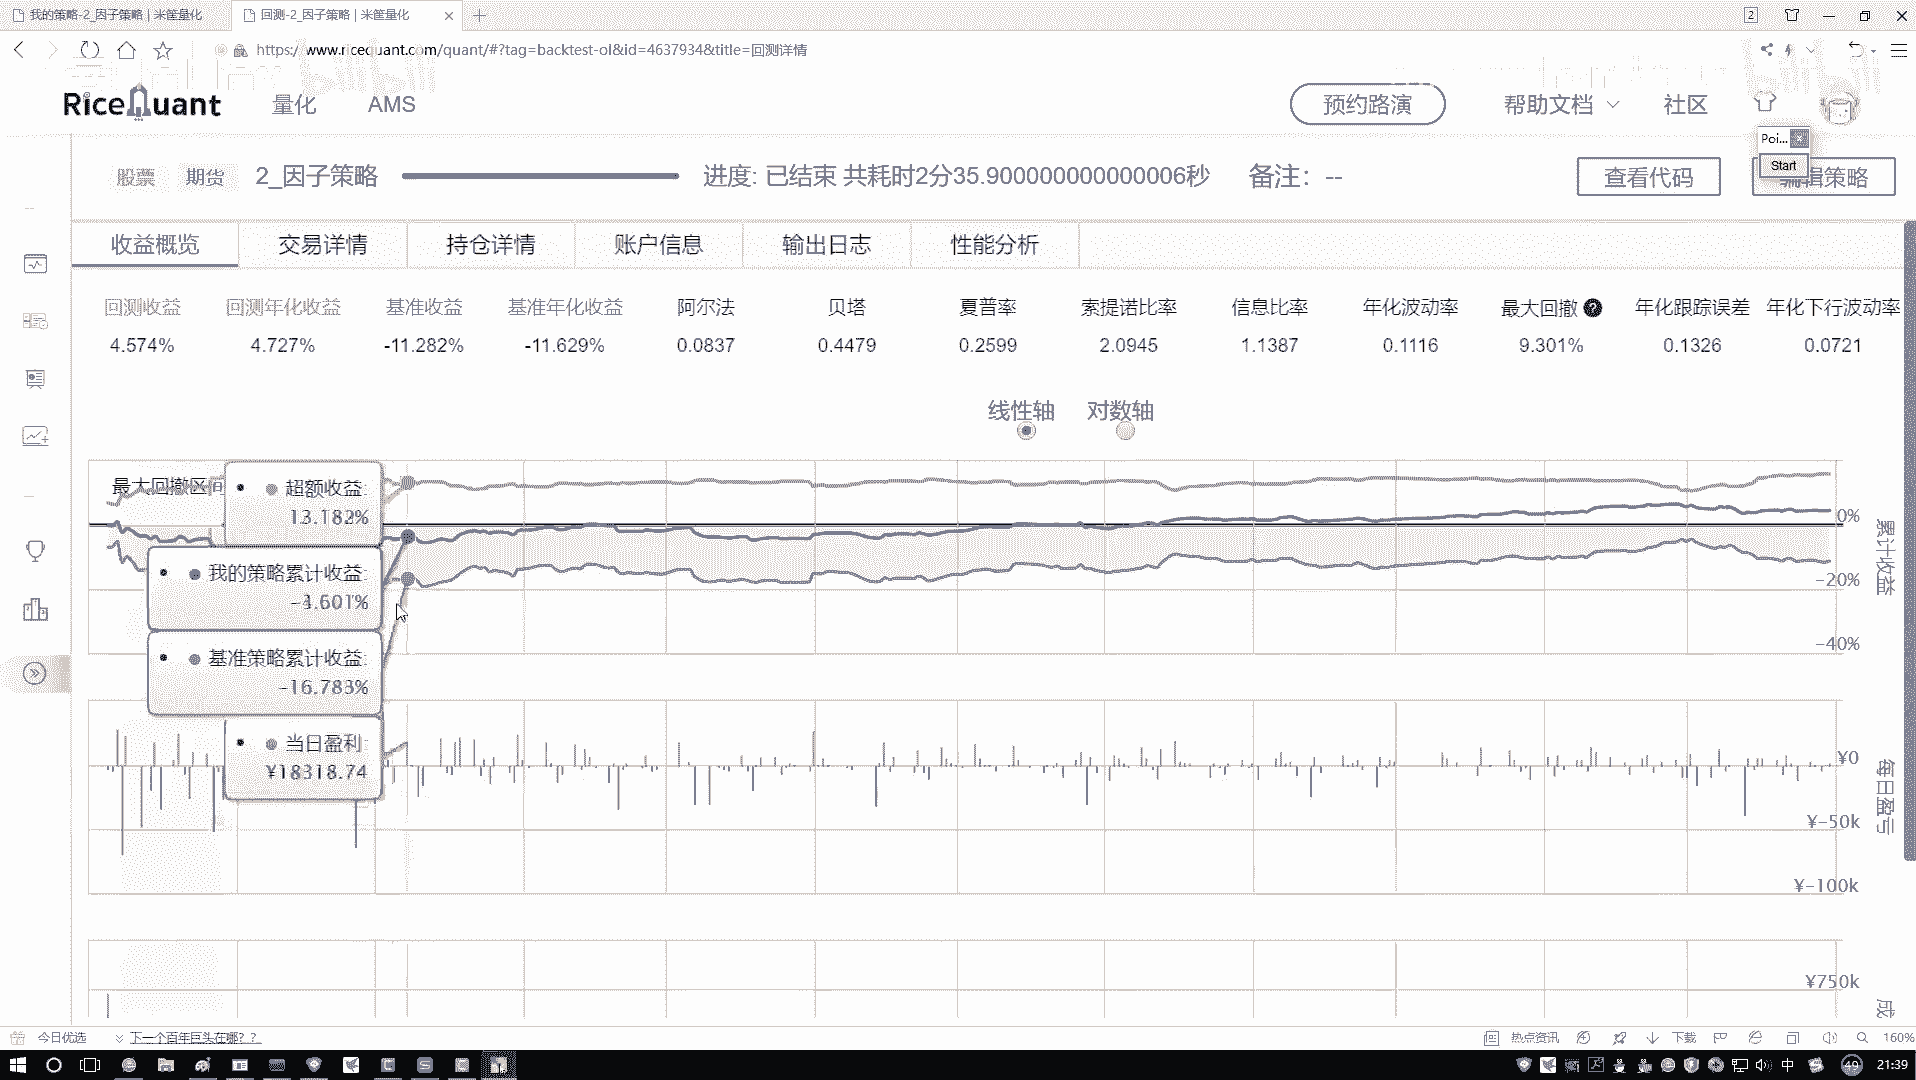 我的策略-2_因子策略 | 米筐量化
回测-2_因子策略 | 米筐量化
2
https://www.ricequant.com/quant/#?tag=backtest-ol&id=4637934&title=回测详情
RiceQuant
量化
AMS
预约路演
帮助文档
社区
Poi...
Start
股票
期货
2_因子策略
进度: 已结束 共耗时2分35.900000000000006秒
备注: --
查看代码
编辑策略
收益概览
交易详情
持仓详情
账户信息
输出日志
性能分析
回测收益 回测年化收益 基准收益 基准年化收益 阿尔法 贝塔 夏普率 索提诺比率 信息比率 年化波动率 最大回撤 年化跟踪误差 年化下行波动率
4.574% 4.727% -11.282% -11.629% 0.0837 0.4479 0.2599 2.0945 1.1387 0.1116 9.301% 0.1326 0.0721
线性轴 对数轴
最大回撤区间
超额收益:
13.182%
我的策略累计收益:
基准策略累计收益:
-16.783%
当日盈利:
¥18318.74
0%
-20%
-40%
累计收益
¥0
¥-50k
¥-100k
每日盈亏
¥750k
成
今日优选
下一个百年巨头在哪？？
热点资讯
下载
160%
中
49
21:39
bilibili